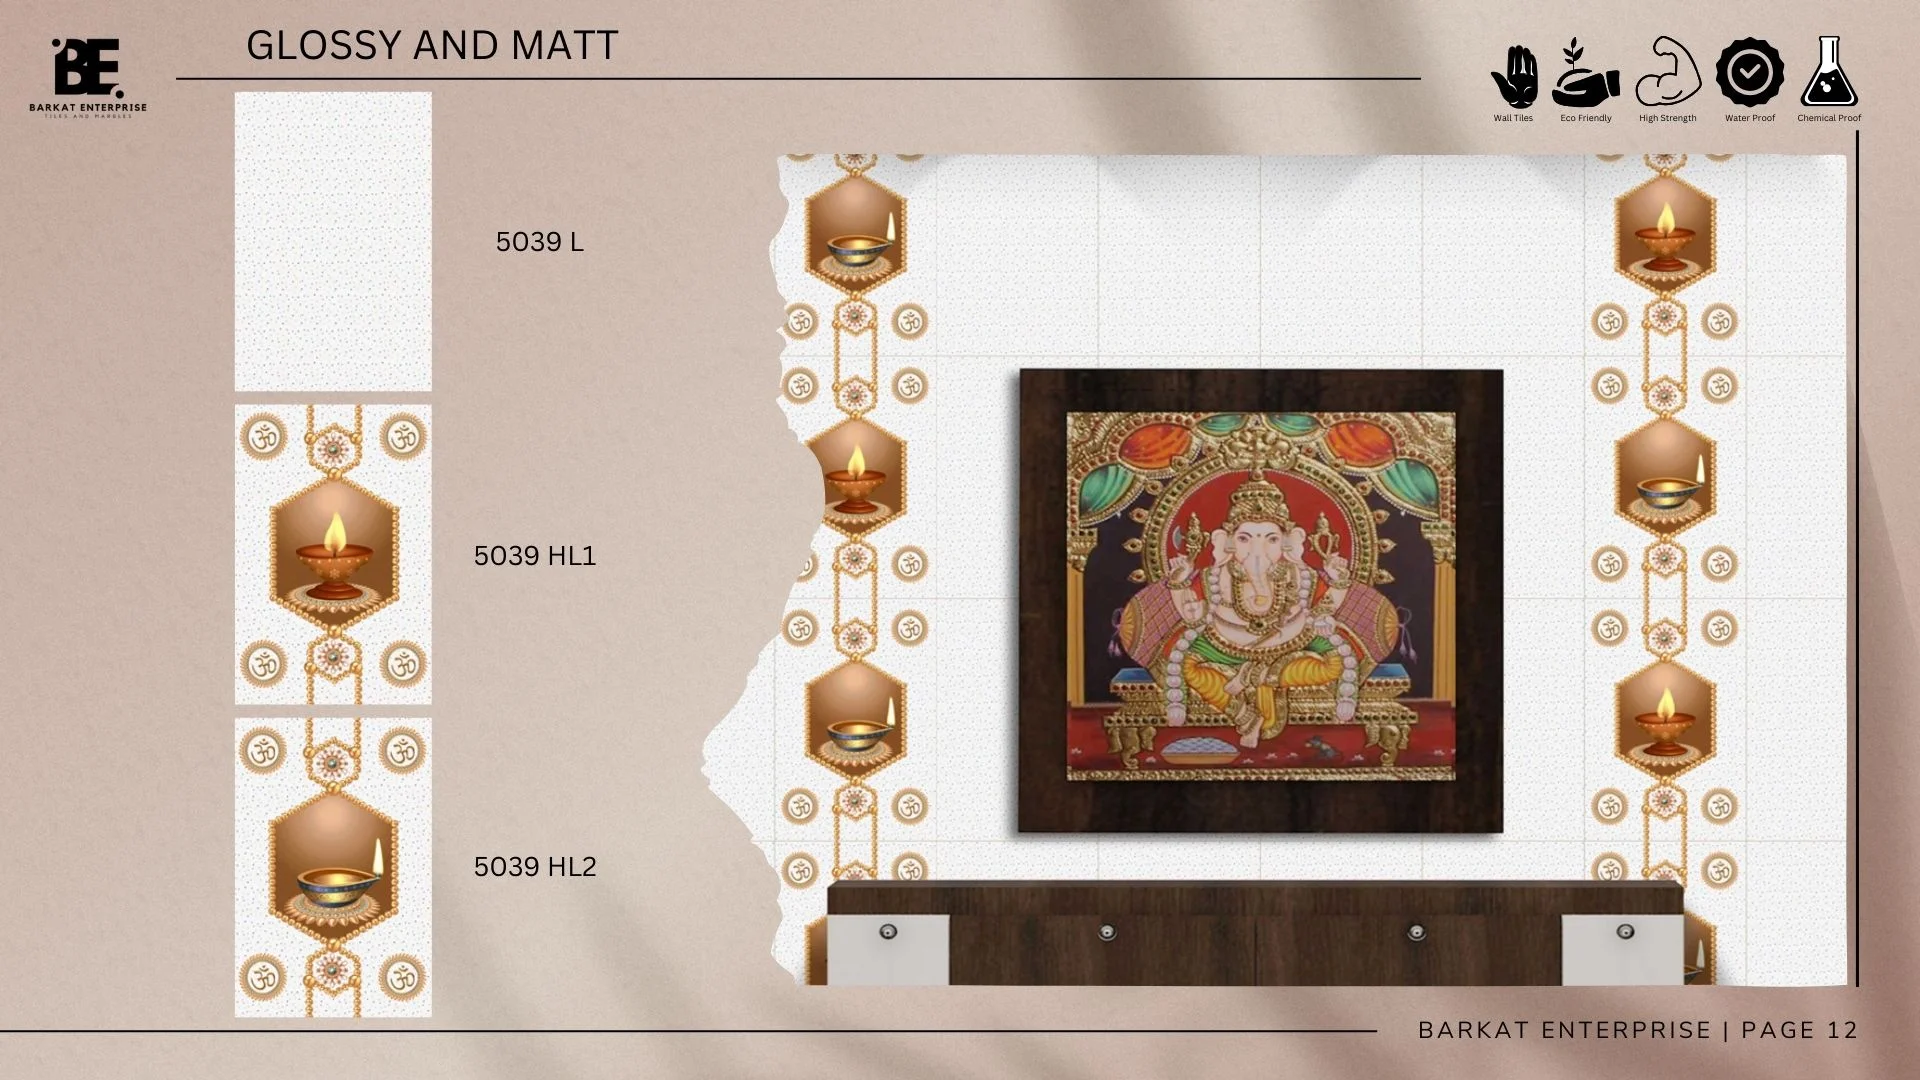 BE.
BARKAT ENTERPRISE
TILES AND MARBLES
GLOSSY AND MATT
Wall Tiles
Eco Friendly
High Strength
Water Proof
Chemical Proof
5039 L
5039 HL1
5039 HL2
ॐ ॐ
ॐ ॐ
ॐ ॐ
ॐ ॐ
BARKAT ENTERPRISE | PAGE 12